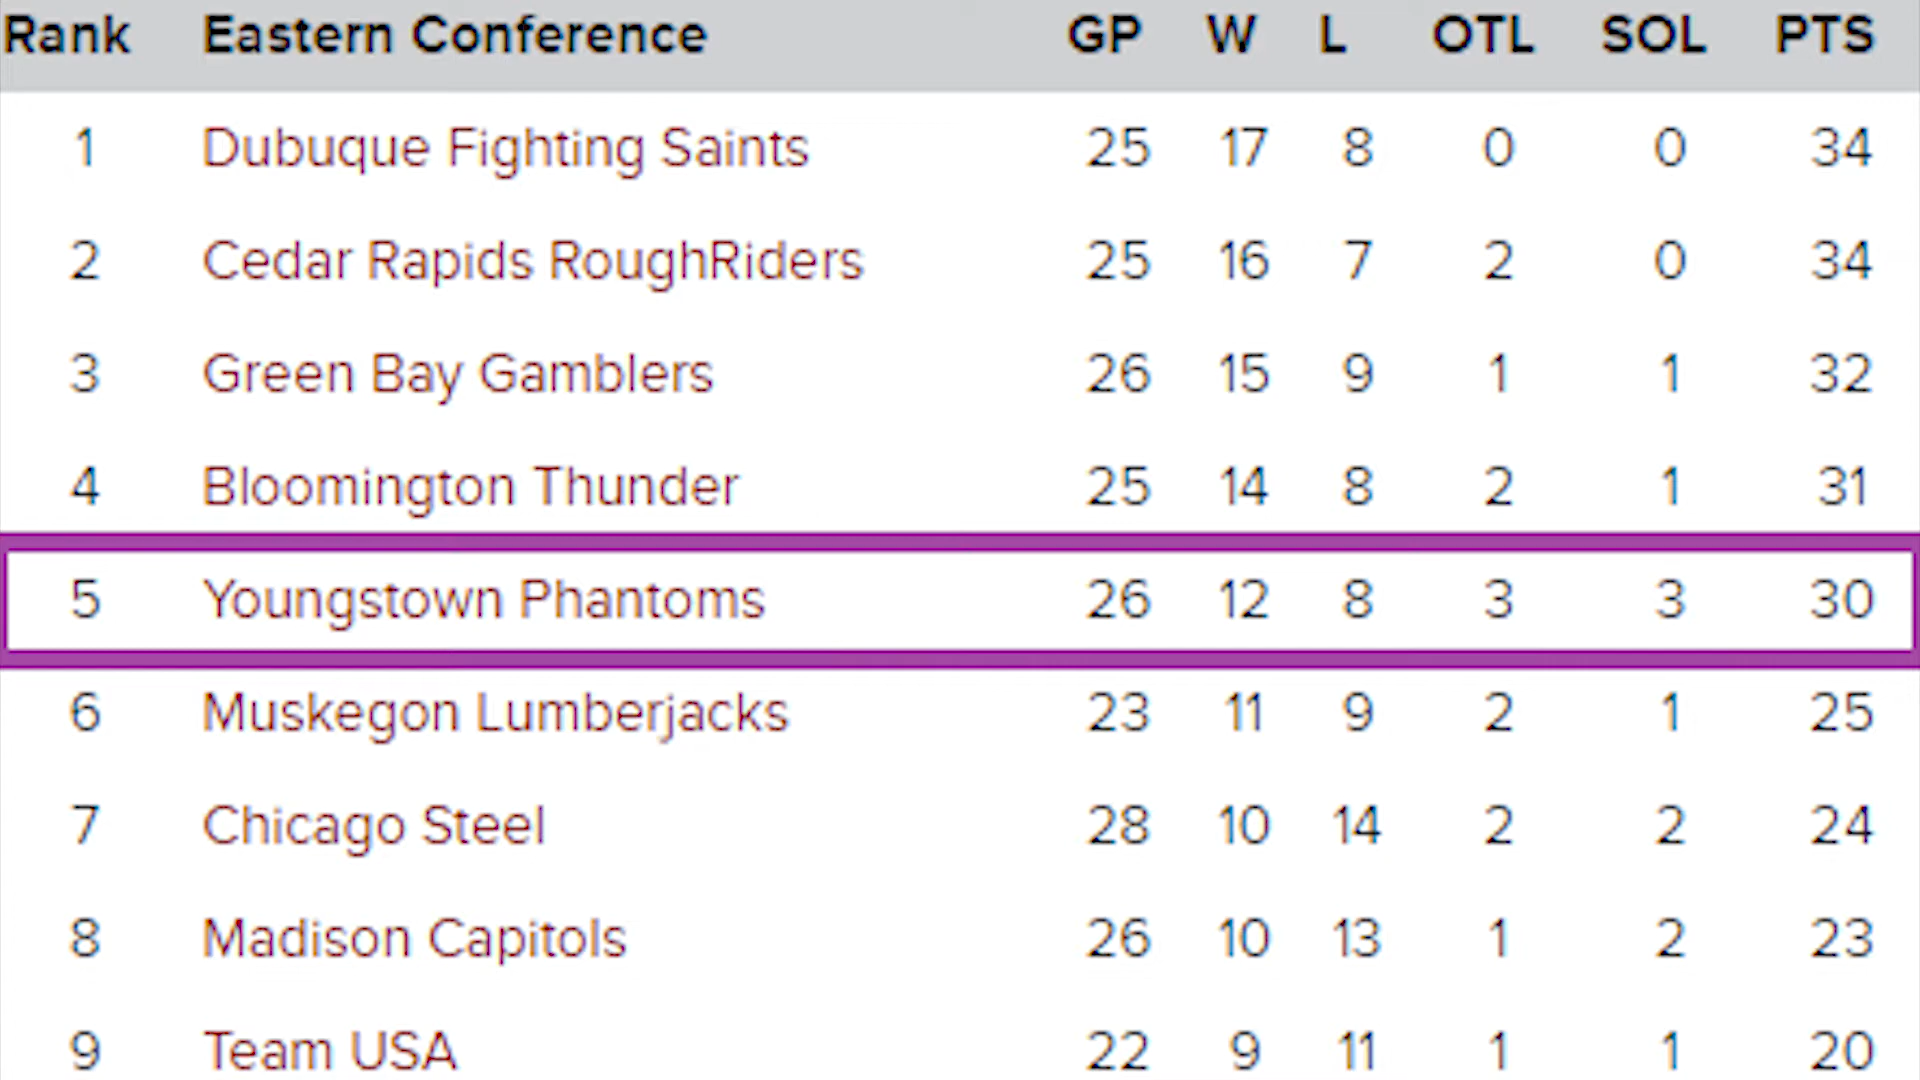 Rank Eastern Conference GP W L OTL SOL PTS
1 Dubuque Fighting Saints 25 17 8 0 0 34
2 Cedar Rapids RoughRiders 25 16 7 2 0 34
3 Green Bay Gamblers 26 15 9 1 1 32
4 Bloomington Thunder 25 14 8 2 1 31
5 Youngstown Phantoms 26 12 8 3 3 30
6 Muskegon Lumberjacks 23 11 9 2 1 25
7 Chicago Steel 28 10 14 2 2 24
8 Madison Capitols 26 10 13 1 2 23
9 Team USA 22 9 11 1 1 20